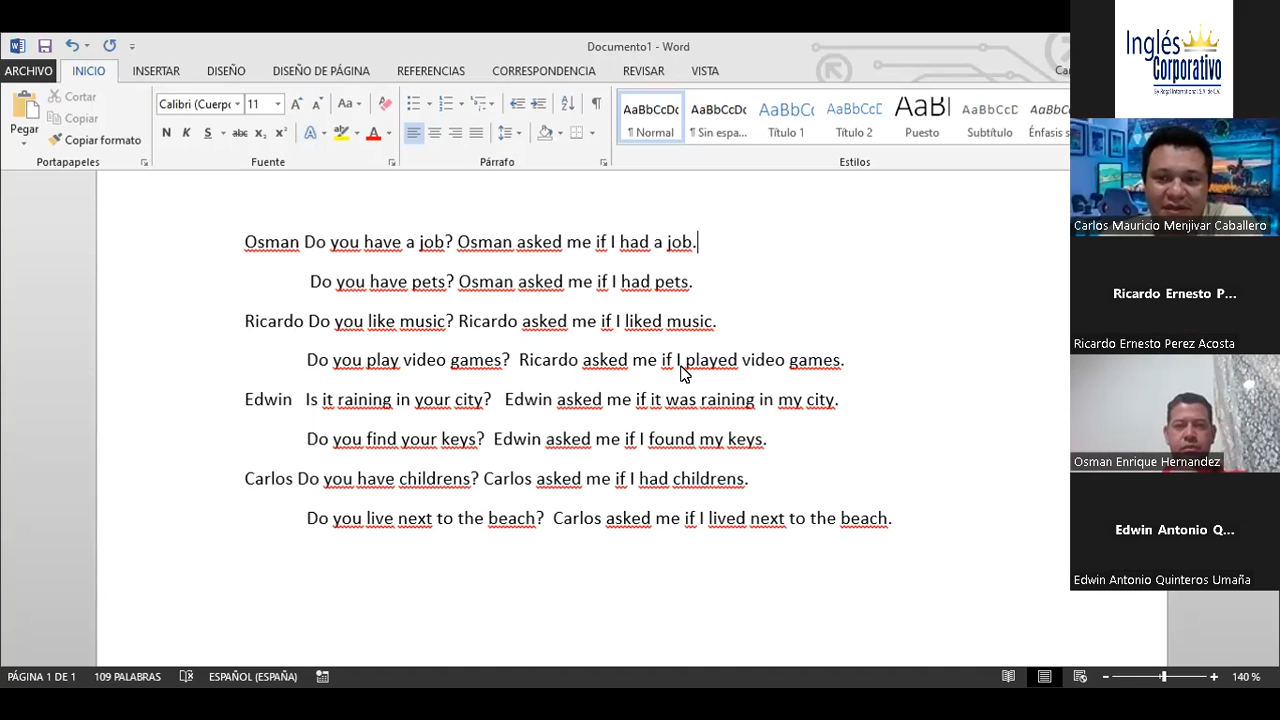 Documento1 - Word
ARCHIVO INICIO INSERTAR DISEÑO DISEÑO DE PÁGINA REFERENCIAS CORRESPONDENCIA REVISAR VISTA
Pegar
Cortar
Copiar
Copiar formato
Portapapeles
Calibri (Cuerpo 11
N K S abc x₂ x²
Fuente
Párrafo
AaBbCcDc AaBbCcDc AaBbCc AaBbCcD AaB AaBbCcD AaBbCcDc
¶ Normal ¶ Sin espa... Título 1 Título 2 Puesto Subtítulo Énfasis s
Estilos
Osman Do you have a job? Osman asked me if I had a job.
Do you have pets? Osman asked me if I had pets.
Ricardo Do you like music? Ricardo asked me if I liked music.
Do you play video games? Ricardo asked me if I played video games.
Edwin Is it raining in your city? Edwin asked me if it was raining in my city.
Do you find your keys? Edwin asked me if I found my keys.
Carlos Do you have childrens? Carlos asked me if I had childrens.
Do you live next to the beach? Carlos asked me if I lived next to the beach.
PÁGINA 1 DE 1 109 PALABRAS ESPAÑOL (ESPAÑA) 140 %
Inglés
Corporativo
Carlos Mauricio Menjivar Caballero
Ricardo Ernesto P...
Ricardo Ernesto Perez Acosta
Osman Enrique Hernandez
Edwin Antonio Q...
Edwin Antonio Quinteros Umaña